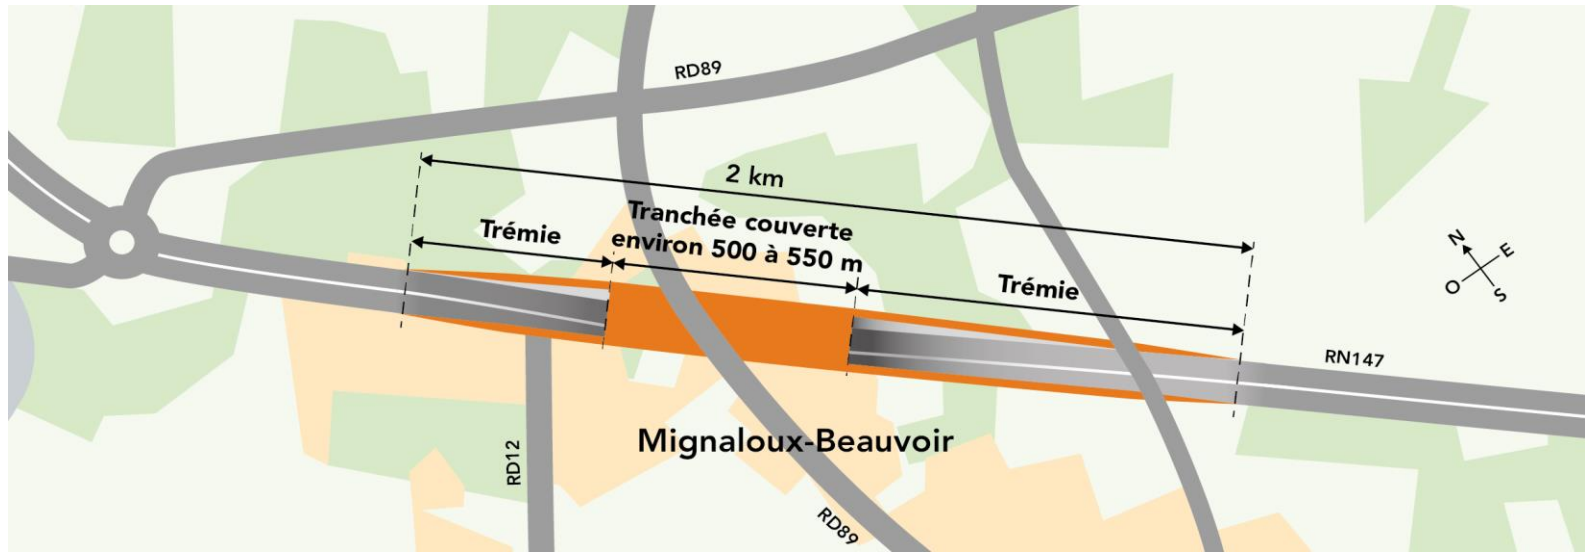 RD89
2 km
Trémie
Tranchée couverte
environ 500 à 550 m
Trémie
N
E
O
S
RN147
Mignaloux-Beauvoir
RD12
RD89